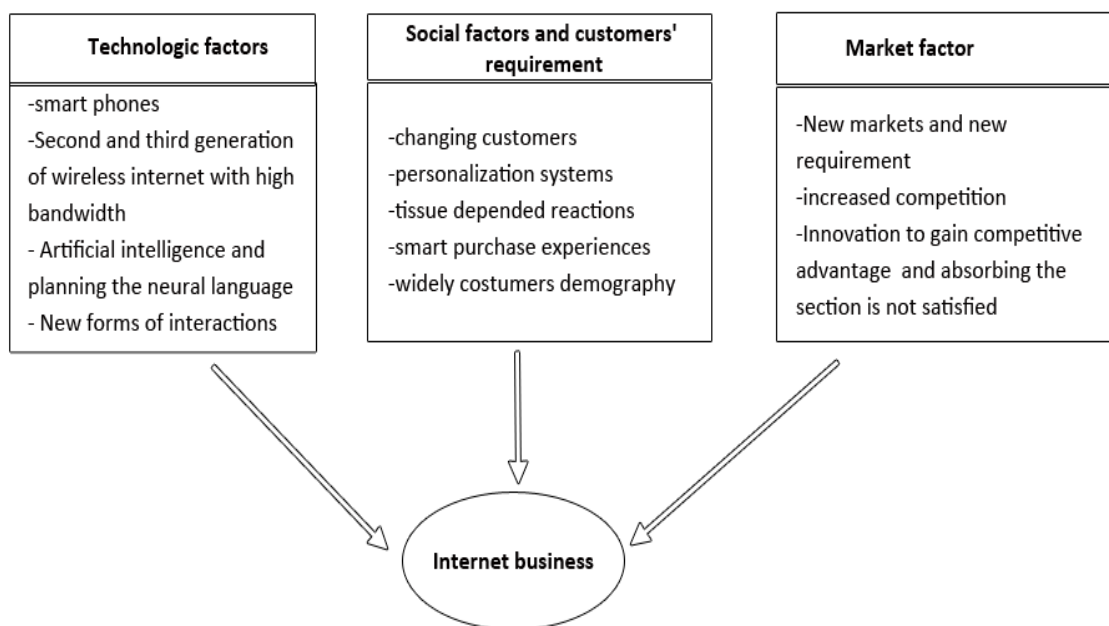 Technologic factors
-smart phones
-Second and third generation
of wireless internet with high
bandwidth
- Artificial intelligence and
planning the neural language
- New forms of interactions
Social factors and customers'
requirement
-changing customers
-personalization systems
-tissue depended reactions
-smart purchase experiences
-widely costumers demography
Market factor
-New markets and new
requirement
-increased competition
-Innovation to gain competitive
advantage  and absorbing the
section is not satisfied
Internet business